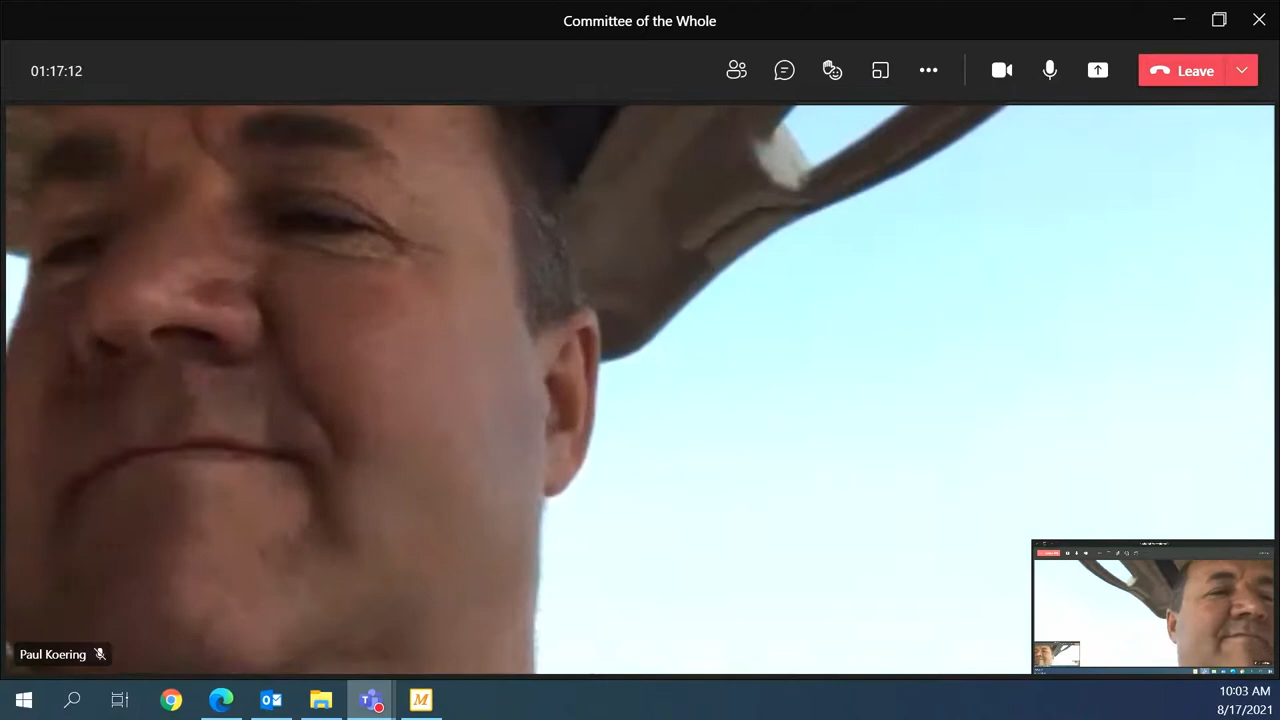 Committee of the Whole
01:17:12
Leave
Paul Koering
10:03 AM
8/17/2021